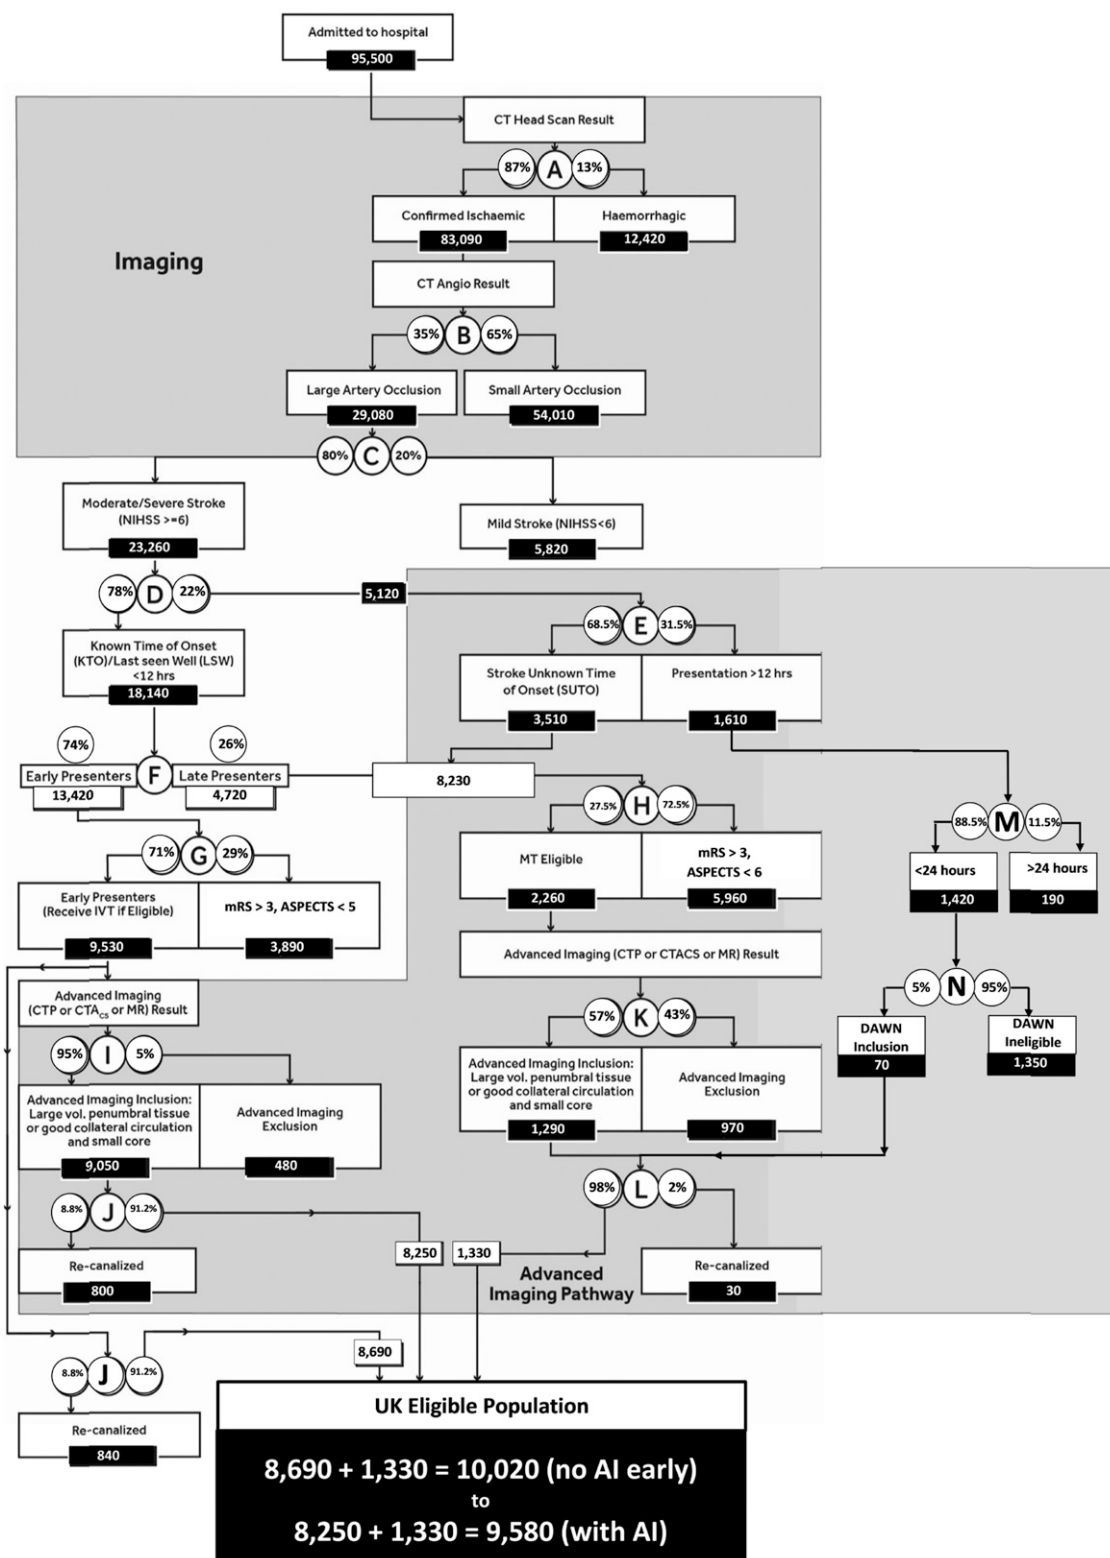 Admitted to hospital
95,500
CT Head Scan Result
87% A 13%
Confirmed Ischaemic
83,090
Haemorrhagic
12,420
Imaging
CT Angio Result
35% B 65%
Large Artery Occlusion
29,080
Small Artery Occlusion
54,010
80% C 20%
Moderate/Severe Stroke
(NIHSS >=6)
23,260
Mild Stroke (NIHSS<6)
5,820
78% D 22%
5,120
68.5% E 31.5%
Known Time of Onset
(KTO)/Last seen Well (LSW)
<12 hrs
18,140
Stroke Unknown Time
of Onset (SUTO)
3,510
Presentation >12 hrs
1,610
74%
26%
Early Presenters
13,420
F
Late Presenters
4,720
8,230
27.5% H 72.5%
88.5% M 11.5%
71% G 29%
MT Eligible
2,260
mRS > 3,
ASPECTS < 6
5,960
<24 hours
1,420
>24 hours
190
Early Presenters
(Receive IVT if Eligible)
9,530
mRS > 3, ASPECTS < 5
3,890
Advanced Imaging (CTP or CTACS or MR) Result
5% N 95%
Advanced Imaging
(CTP or CTACS or MR) Result
57% K 43%
DAWN
Inclusion
70
DAWN
Ineligible
1,350
95% I 5%
Advanced Imaging Inclusion:
Large vol. penumbral tissue
or good collateral circulation
and small core
1,290
Advanced Imaging
Exclusion
970
Advanced Imaging Inclusion:
Large vol. penumbral tissue
or good collateral circulation
and small core
9,050
Advanced Imaging
Exclusion
480
98% L 2%
8.8% J 91.2%
8,250
1,330
Re-canalized
800
Advanced
Imaging Pathway
Re-canalized
30
8,690
8.8% J 91.2%
Re-canalized
840
UK Eligible Population
8,690 + 1,330 = 10,020 (no AI early)
to
8,250 + 1,330 = 9,580 (with AI)